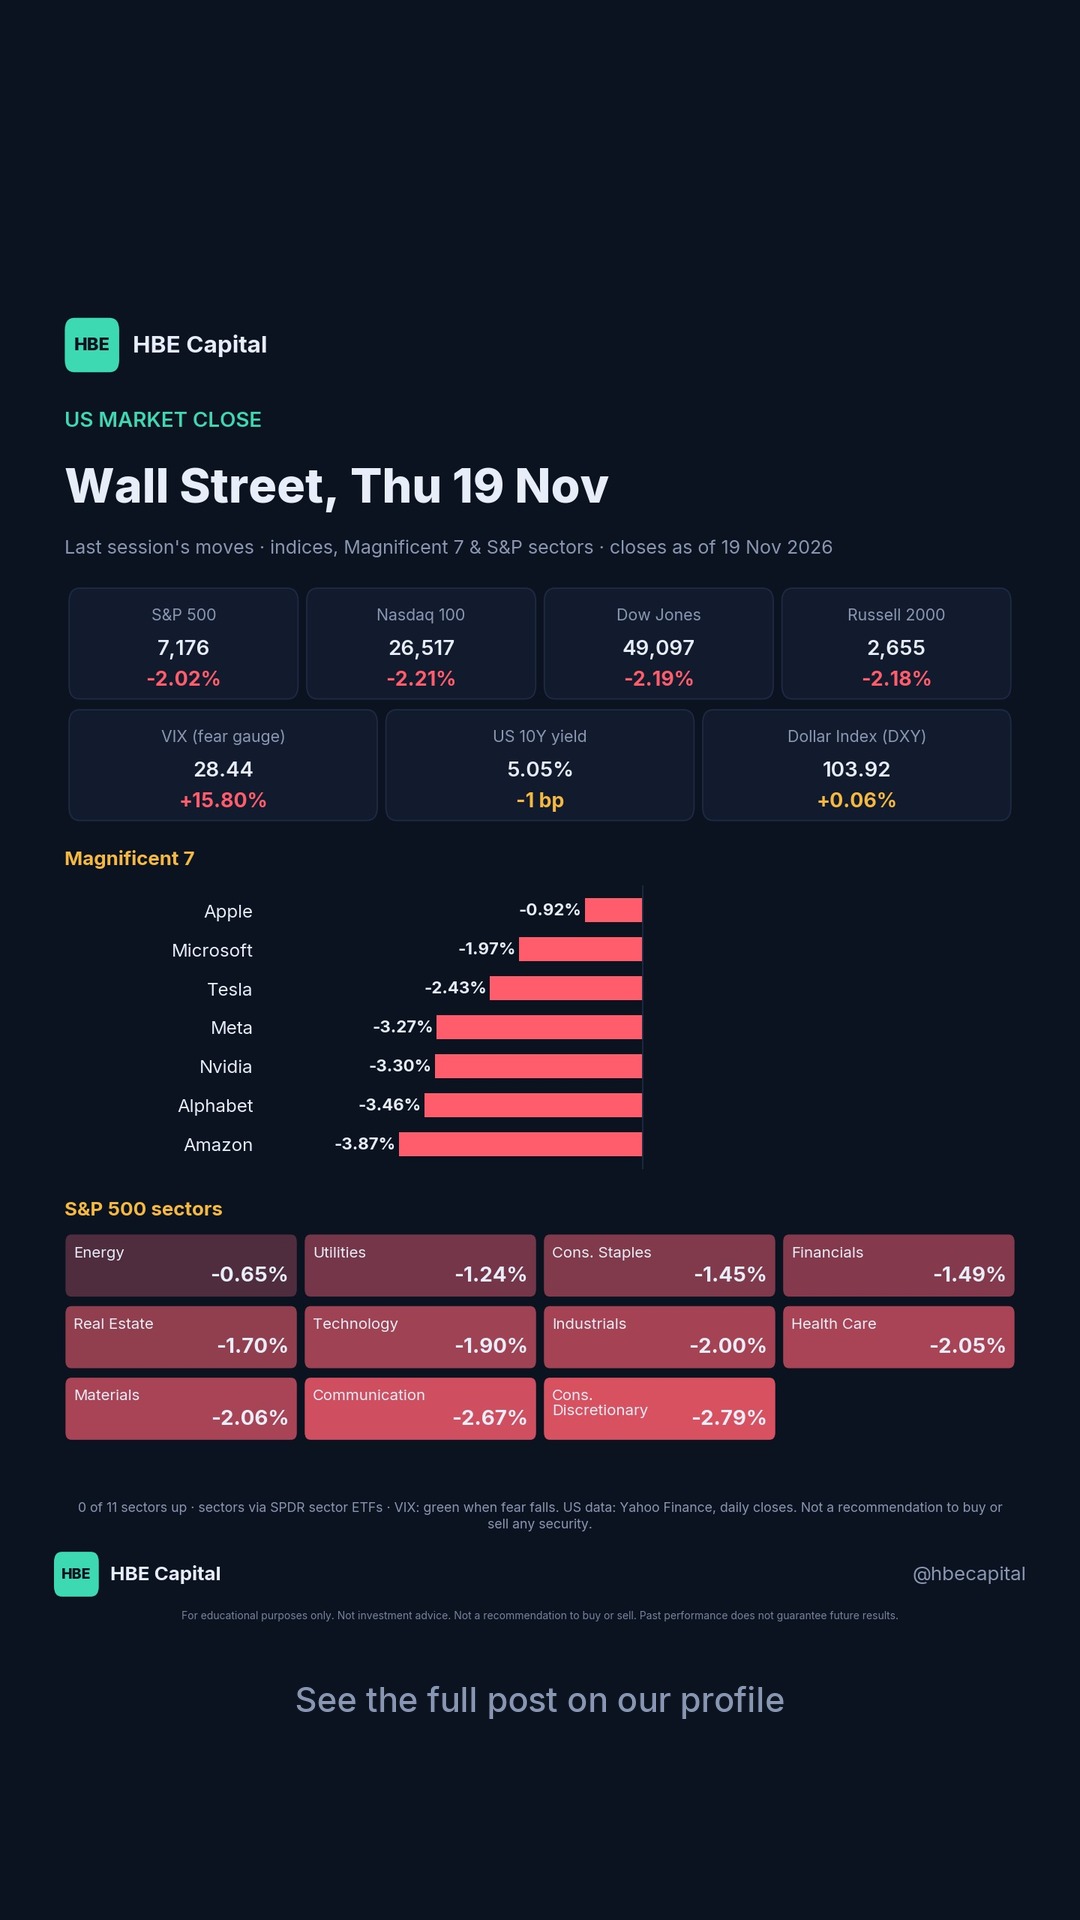 HBE HBE Capital
US MARKET CLOSE
Wall Street, Thu 19 Nov
Last session's moves · indices, Magnificent 7 & S&P sectors · closes as of 19 Nov 2026
S&P 500
7,176
-2.02%
Nasdaq 100
26,517
-2.21%
Dow Jones
49,097
-2.19%
Russell 2000
2,655
-2.18%
VIX (fear gauge)
28.44
+15.80%
US 10Y yield
5.05%
-1 bp
Dollar Index (DXY)
103.92
+0.06%
Magnificent 7
Apple -0.92%
Microsoft -1.97%
Tesla -2.43%
Meta -3.27%
Nvidia -3.30%
Alphabet -3.46%
Amazon -3.87%
S&P 500 sectors
Energy
-0.65%
Utilities
-1.24%
Cons. Staples
-1.45%
Financials
-1.49%
Real Estate
-1.70%
Technology
-1.90%
Industrials
-2.00%
Health Care
-2.05%
Materials
-2.06%
Communication
-2.67%
Cons.
Discretionary
-2.79%
0 of 11 sectors up · sectors via SPDR sector ETFs · VIX: green when fear falls. US data: Yahoo Finance, daily closes. Not a recommendation to buy or
sell any security.
HBE HBE Capital @hbecapital
For educational purposes only. Not investment advice. Not a recommendation to buy or sell. Past performance does not guarantee future results.
See the full post on our profile